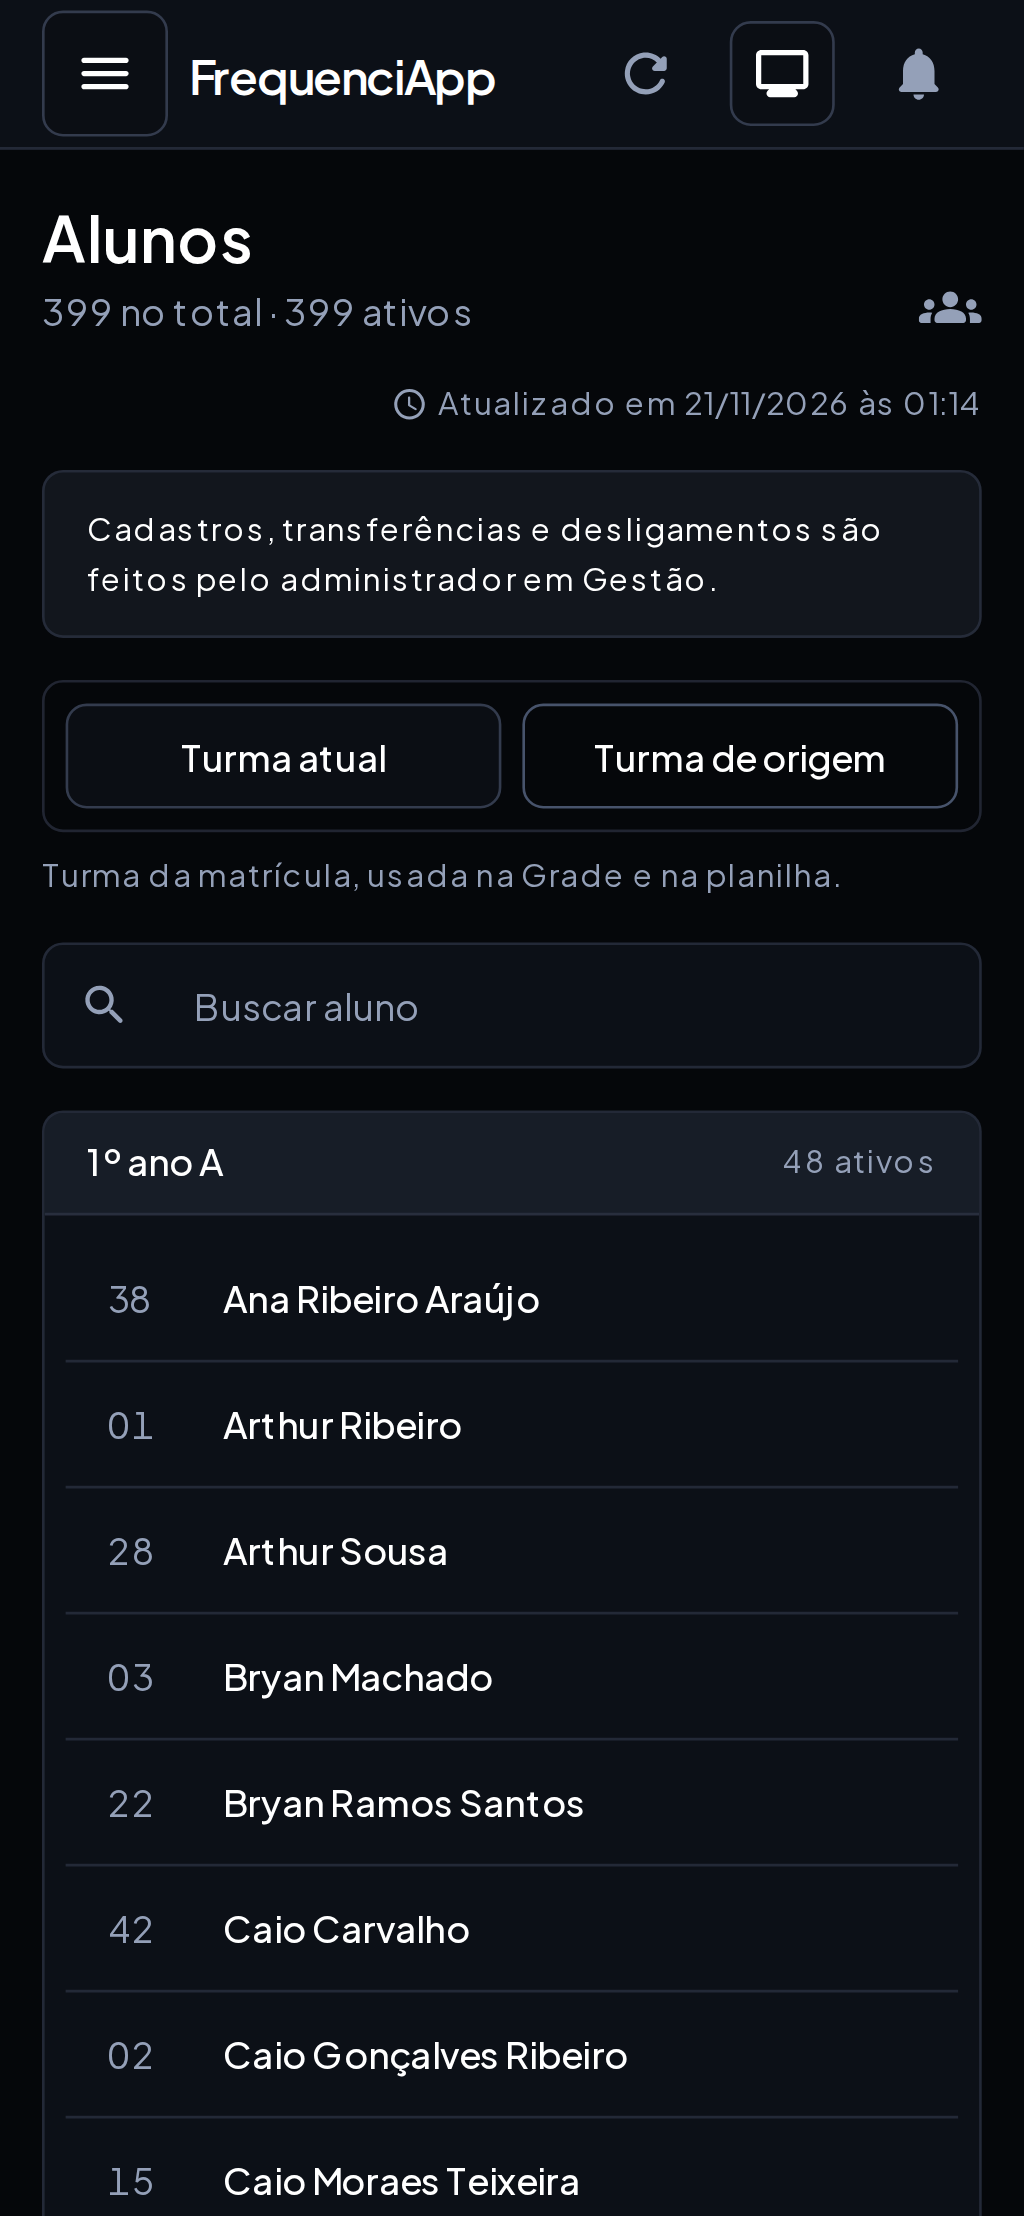 FrequenciApp
Alunos
399 no total · 399 ativos
Atualizado em 21/11/2026 às 01:14
Cadastros, transferências e desligamentos são
feitos pelo administrador em Gestão.
Turma atual
Turma de origem
Turma da matrícula, usada na Grade e na planilha.
Buscar aluno
1º ano A
48 ativos
38 Ana Ribeiro Araújo
01 Arthur Ribeiro
28 Arthur Sousa
03 Bryan Machado
22 Bryan Ramos Santos
42 Caio Carvalho
02 Caio Gonçalves Ribeiro
15 Caio Moraes Teixeira